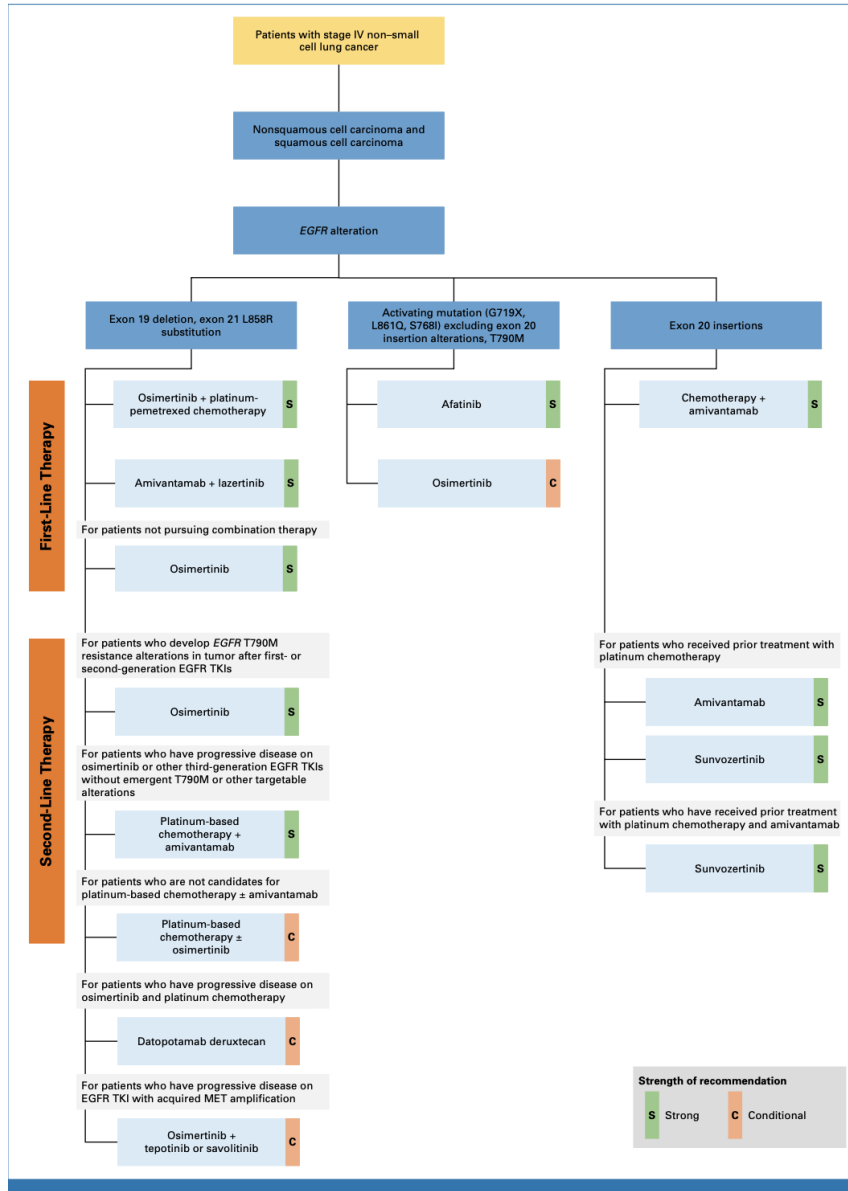 Patients with stage IV non–small
cell lung cancer
Nonsquamous cell carcinoma and
squamous cell carcinoma
EGFR alteration
Exon 19 deletion, exon 21 L858R
substitution
Activating mutation (G719X,
L861Q, S768I) excluding exon 20
insertion alterations, T790M
Exon 20 insertions
First-Line Therapy
Osimertinib + platinum-
pemetrexed chemotherapy
S
Amivantamab + lazertinib
S
For patients not pursuing combination therapy
Osimertinib
S
Afatinib
S
Osimertinib
C
Chemotherapy +
amivantamab
S
Second-Line Therapy
For patients who develop EGFR T790M
resistance alterations in tumor after first- or
second-generation EGFR TKIs
Osimertinib
S
For patients who have progressive disease on
osimertinib or other third-generation EGFR TKIs
without emergent T790M or other targetable
alterations
Platinum-based
chemotherapy +
amivantamab
S
For patients who are not candidates for
platinum-based chemotherapy ± amivantamab
Platinum-based
chemotherapy ±
osimertinib
C
For patients who have progressive disease on
osimertinib and platinum chemotherapy
Datopotamab deruxtecan
C
For patients who have progressive disease on
EGFR TKI with acquired MET amplification
Osimertinib +
tepotinib or savolitinib
C
For patients who received prior treatment with
platinum chemotherapy
Amivantamab
S
Sunvozertinib
S
For patients who have received prior treatment
with platinum chemotherapy and amivantamab
Sunvozertinib
S
Strength of recommendation
S Strong
C Conditional